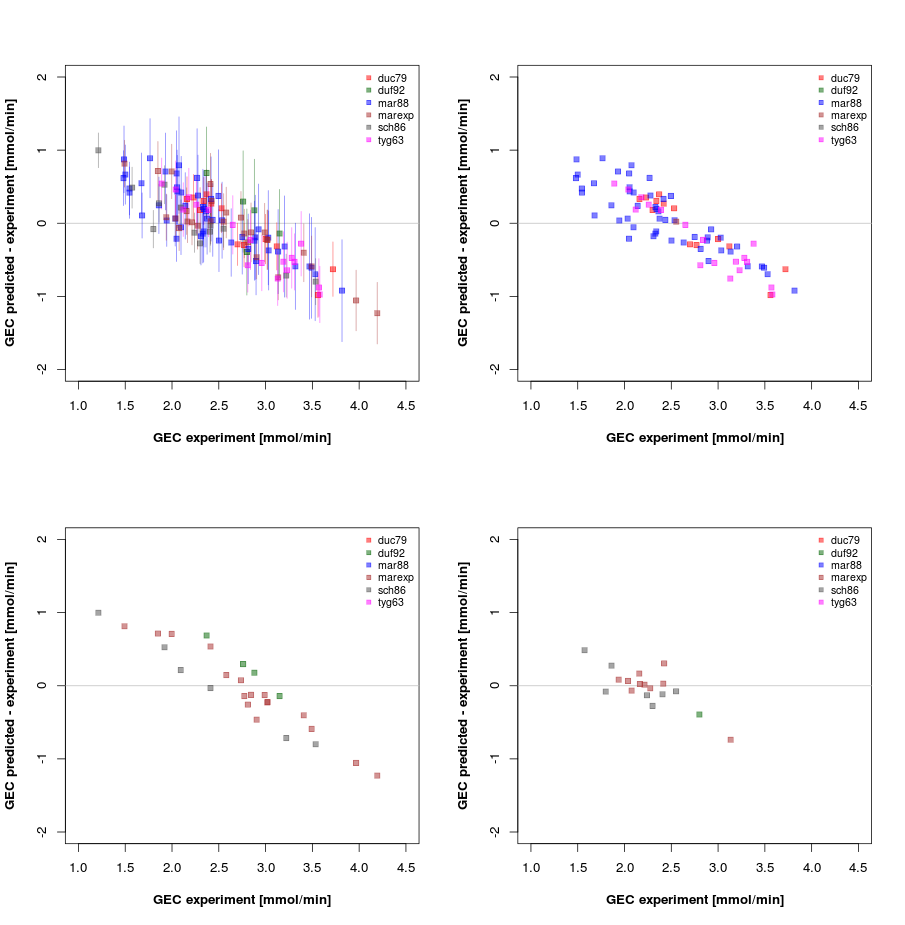 GEC predicted - experiment [mmol/min]
2
1
0
-1
-2
duc79
duf92
mar88
marexp
sch86
tyg63
1.0 1.5 2.0 2.5 3.0 3.5 4.0 4.5
GEC experiment [mmol/min]
GEC predicted - experiment [mmol/min]
2
1
0
-1
-2
duc79
duf92
mar88
marexp
sch86
tyg63
1.0 1.5 2.0 2.5 3.0 3.5 4.0 4.5
GEC experiment [mmol/min]
GEC predicted - experiment [mmol/min]
2
1
0
-1
-2
duc79
duf92
mar88
marexp
sch86
tyg63
1.0 1.5 2.0 2.5 3.0 3.5 4.0 4.5
GEC experiment [mmol/min]
GEC predicted - experiment [mmol/min]
2
1
0
-1
-2
duc79
duf92
mar88
marexp
sch86
tyg63
1.0 1.5 2.0 2.5 3.0 3.5 4.0 4.5
GEC experiment [mmol/min]